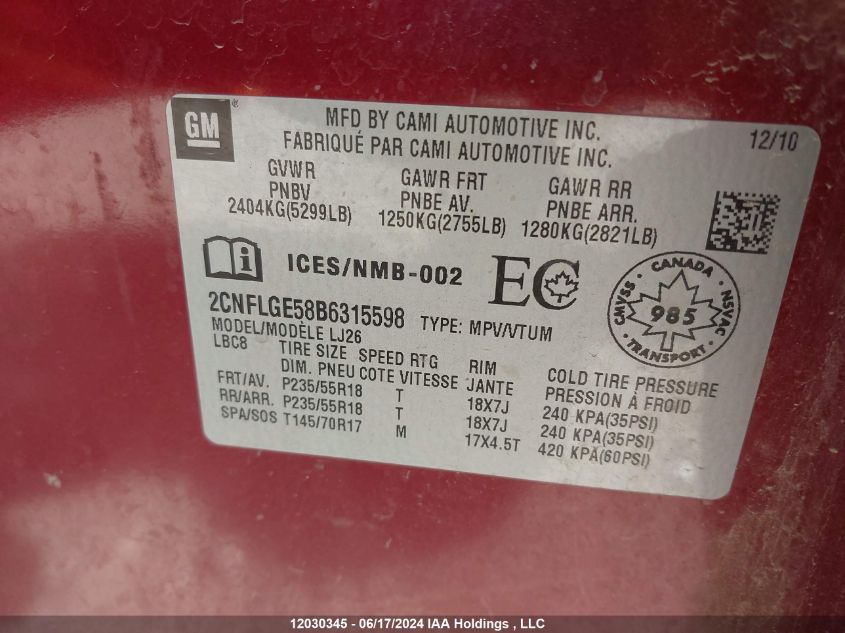 GM
MFD BY CAMI AUTOMOTIVE INC.
FABRIQUÉ PAR CAMI AUTOMOTIVE INC.
12/10
GVWR GAWR FRT GAWR RR
PNBV PNBE AV. PNBE ARR.
2404KG(5299LB) 1250KG(2755LB) 1280KG(2821LB)
i ICES/NMB-002 EC
CANADA
CMVSS 985 NSVAC
TRANSPORT
2CNFLGE58B6315598 TYPE: MPV/VTUM
MODEL/MODÈLE LJ26
LBC8 TIRE SIZE SPEED RTG RIM COLD TIRE PRESSURE
DIM. PNEU COTE VITESSE JANTE PRESSION À FROID
FRT/AV. P235/55R18 T 18X7J 240 KPA(35PSI)
RR/ARR. P235/55R18 T 18X7J 240 KPA(35PSI)
SPA/SOS T145/70R17 M 17X4.5T 420 KPA(60PSI)
12030345 - 06/17/2024 IAA Holdings , LLC